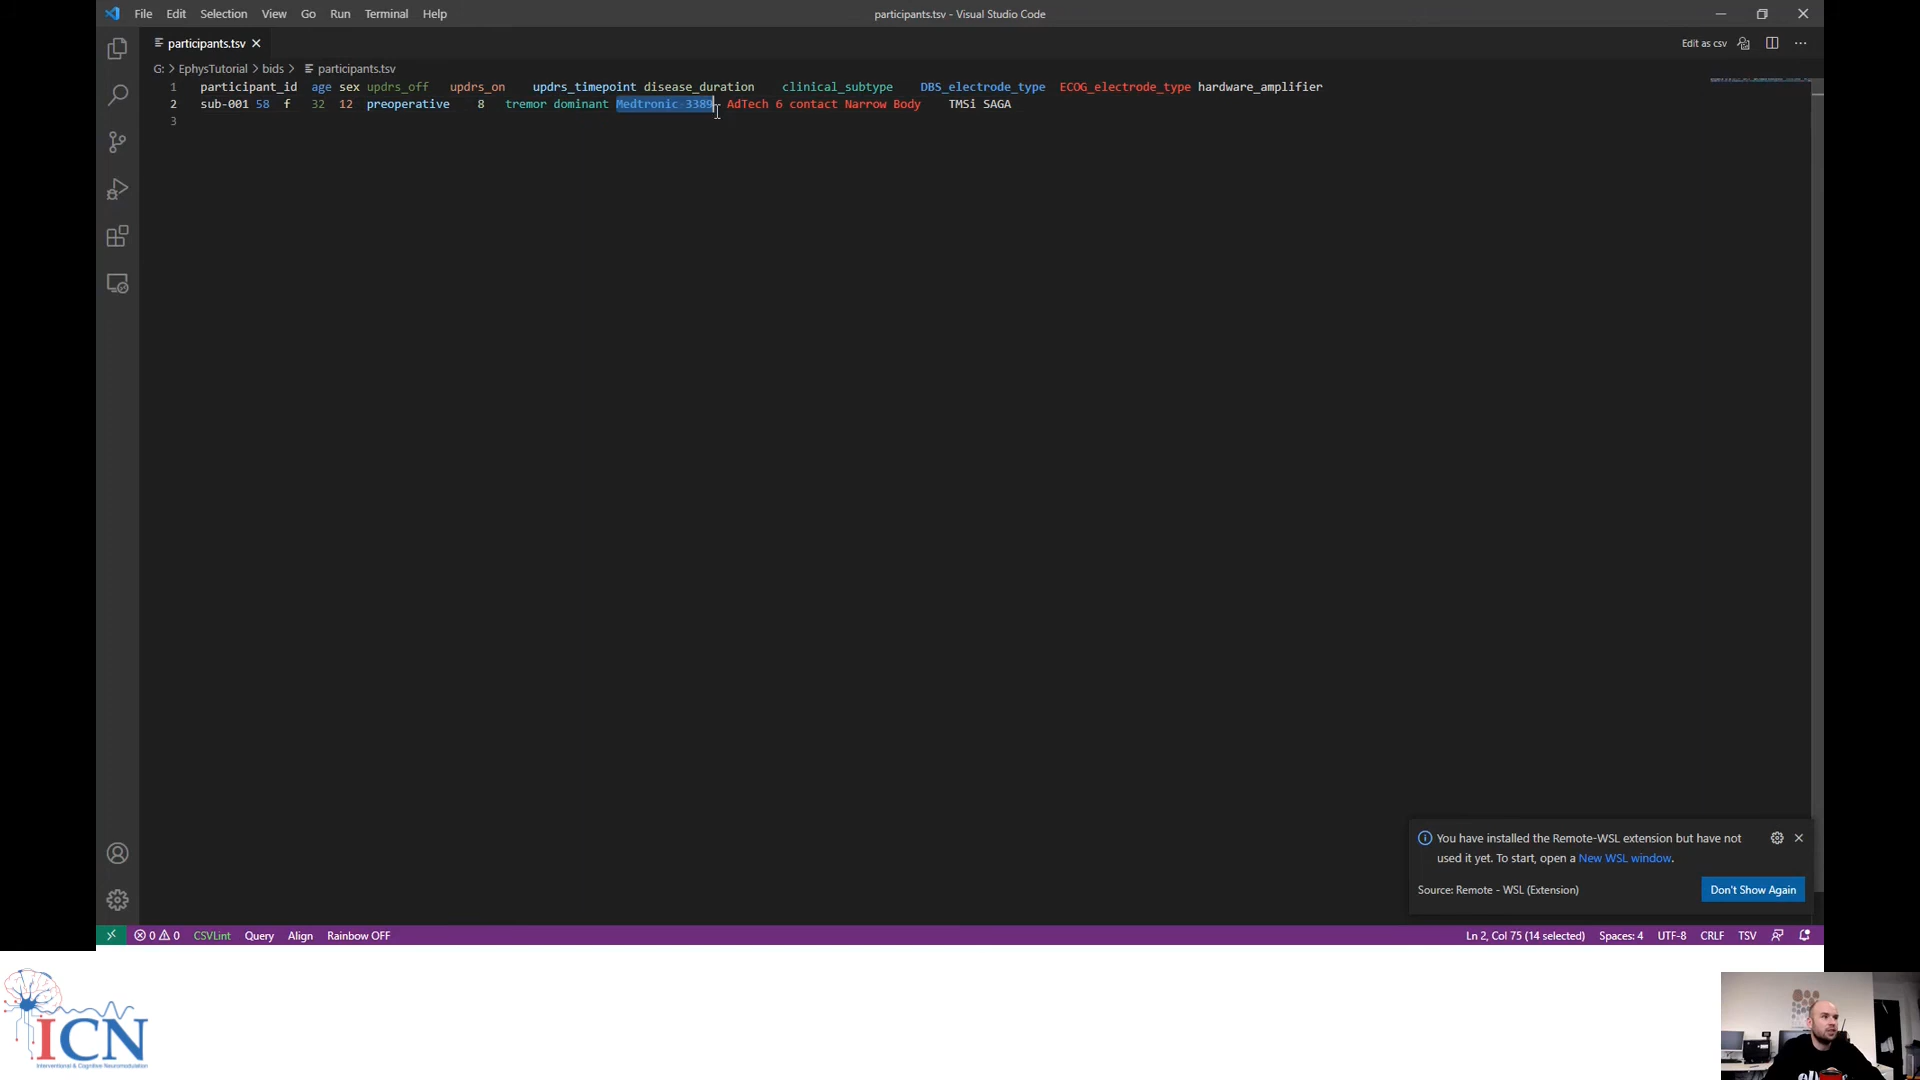 File Edit Selection View Go Run Terminal Help
participants.tsv - Visual Studio Code
participants.tsv
Edit as csv
G: > EphysTutorial > bids > participants.tsv
1 participant_id age sex updrs_off updrs_on updrs_timepoint disease_duration clinical_subtype DBS_electrode_type ECOG_electrode_type hardware_amplifier
2 sub-001 58 f 32 12 preoperative 8 tremor dominant Medtronic 3389 AdTech 6 contact Narrow Body TMSi SAGA
3
You have installed the Remote-WSL extension but have not
used it yet. To start, open a New WSL window.
Source: Remote - WSL (Extension)
Don't Show Again
0 0 CSVLint Query Align Rainbow OFF
Ln 2, Col 75 (14 selected) Spaces: 4 UTF-8 CRLF TSV
ICN
Interventional & Cognitive Neuromodulation